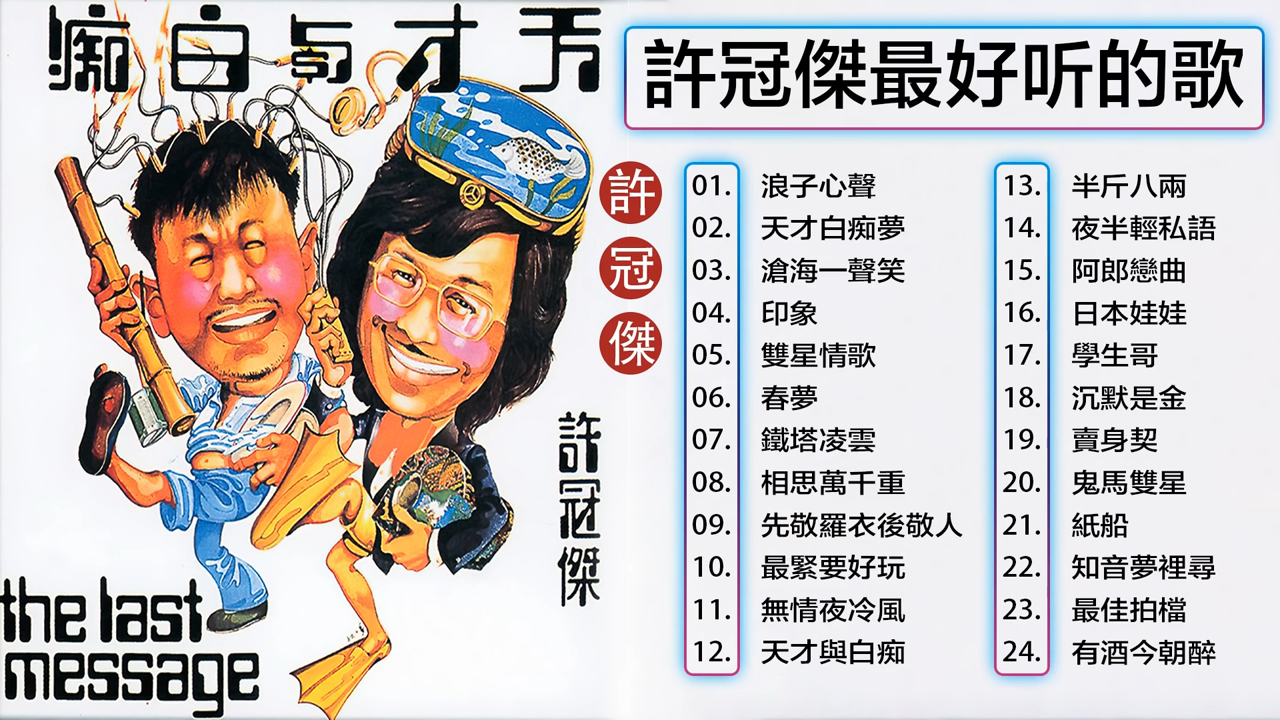 天才与白痴
許冠傑最好听的歌
許冠傑
01. 浪子心聲
02. 天才白痴夢
03. 滄海一聲笑
04. 印象
05. 雙星情歌
06. 春夢
07. 鐵塔凌雲
08. 相思萬千重
09. 先敬羅衣後敬人
10. 最緊要好玩
11. 無情夜冷風
12. 天才與白痴
13. 半斤八兩
14. 夜半輕私語
15. 阿郎戀曲
16. 日本娃娃
17. 學生哥
18. 沉默是金
19. 賣身契
20. 鬼馬雙星
21. 紙船
22. 知音夢裡尋
23. 最佳拍檔
24. 有酒今朝醉
許冠傑
the last
message